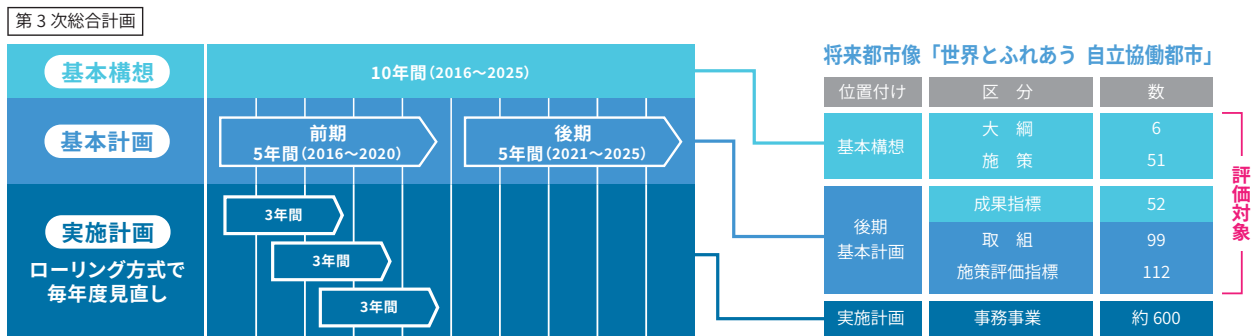 第3次総合計画
基本構想
10年間(2016〜2025)
基本計画
前期
5年間(2016〜2020)
後期
5年間(2021〜2025)
実施計画
ローリング方式で
毎年度見直し
3年間
3年間
3年間
将来都市像「世界とふれあう 自立協働都市」
位置付け 区 分 数
基本構想
大 綱 6
施 策 51
後期
基本計画
成果指標 52
取 組 99
施策評価指標 112
実施計画 事務事業 約 600
評価対象